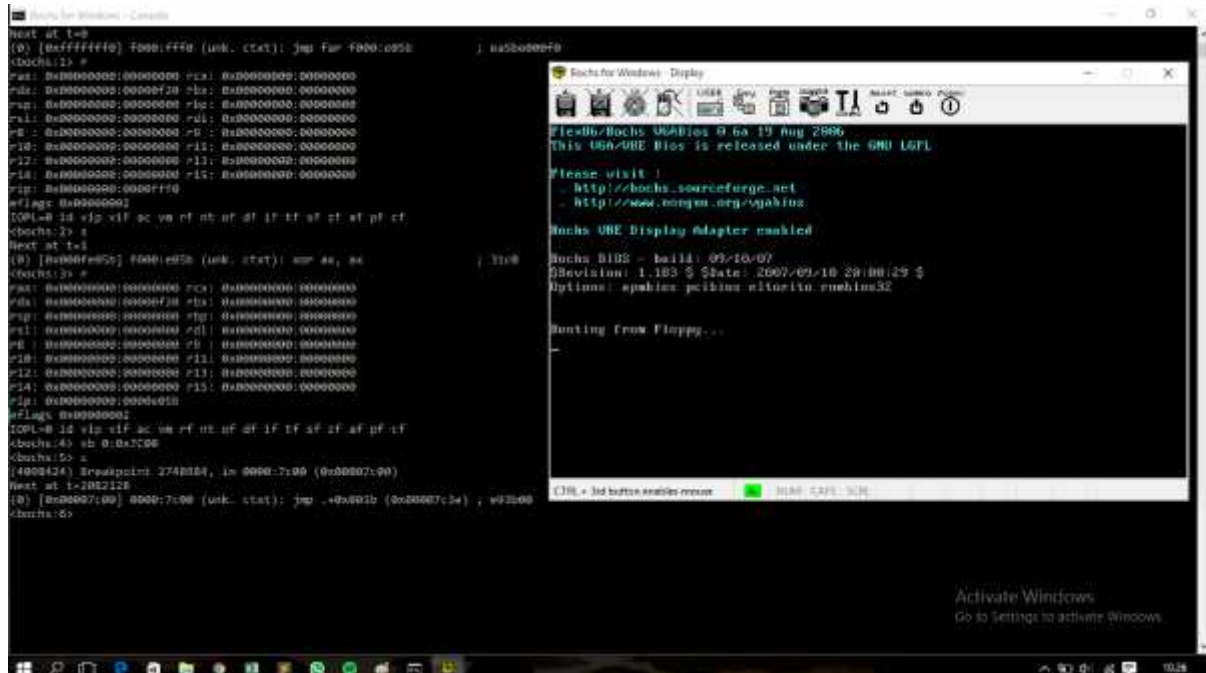 Bochs for Windows - Console
Next at t=0
(0) [0xfffffff0] f000:fff0 (unk. ctxt): jmp far f000:e05b ; ea5be000f0
<bochs:1> r
rax: 0x00000000:00000000 rcx: 0x00000000:00000000
rdx: 0x00000000:00000f20 rbx: 0x00000000:00000000
rsp: 0x00000000:00000000 rbp: 0x00000000:00000000
rsi: 0x00000000:00000000 rdi: 0x00000000:00000000
r8 : 0x00000000:00000000 r9 : 0x00000000:00000000
r10: 0x00000000:00000000 r11: 0x00000000:00000000
r12: 0x00000000:00000000 r13: 0x00000000:00000000
r14: 0x00000000:00000000 r15: 0x00000000:00000000
rip: 0x00000000:0000fff0
eflags 0x00000002
IOPL=0 id vip vif ac vm rf nt of df if tf sf zf af pf cf
<bochs:2> s
Next at t=1
(0) [0x000fe05b] f000:e05b (unk. ctxt): xor ax, ax ; 31c0
<bochs:3> r
rax: 0x00000000:00000000 rcx: 0x00000000:00000000
rdx: 0x00000000:00000f20 rbx: 0x00000000:00000000
rsp: 0x00000000:00000000 rbp: 0x00000000:00000000
rsi: 0x00000000:00000000 rdi: 0x00000000:00000000
r8 : 0x00000000:00000000 r9 : 0x00000000:00000000
r10: 0x00000000:00000000 r11: 0x00000000:00000000
r12: 0x00000000:00000000 r13: 0x00000000:00000000
r14: 0x00000000:00000000 r15: 0x00000000:00000000
rip: 0x00000000:0000e05b
eflags 0x00000002
IOPL=0 id vip vif ac vm rf nt of df if tf sf zf af pf cf
<bochs:4> vb 0:0x7C00
<bochs:5> c
Breakpoint in 0000:7c00 (0x00007c00)
Next at
(0) [0x00007c00] 0000:7c00 (unk. ctxt): jmp .+0x003b (0x00007c3e) ; e93b00
<bochs:6>
Bochs for Windows - Display
USER Copy Reset Power
Plex86/Bochs VGABios 0.6a 19 Aug 2006
This VGA/VBE Bios is released under the GNU LGPL
Please visit :
. http://bochs.sourceforge.net
. http://www.nongnu.org/vgabios
Bochs VBE Display Adapter enabled
Bochs BIOS - build: 09/10/07
$Revision: 1.183 $ $Date: 2007/09/10 20:00:29 $
Options: apmbios pcibios eltorito rombios32
Booting from Floppy...
CTRL + 3rd button enables mouse
A: NUM CAPS SCRL
Activate Windows
Go to Settings to activate Windows.
10.26